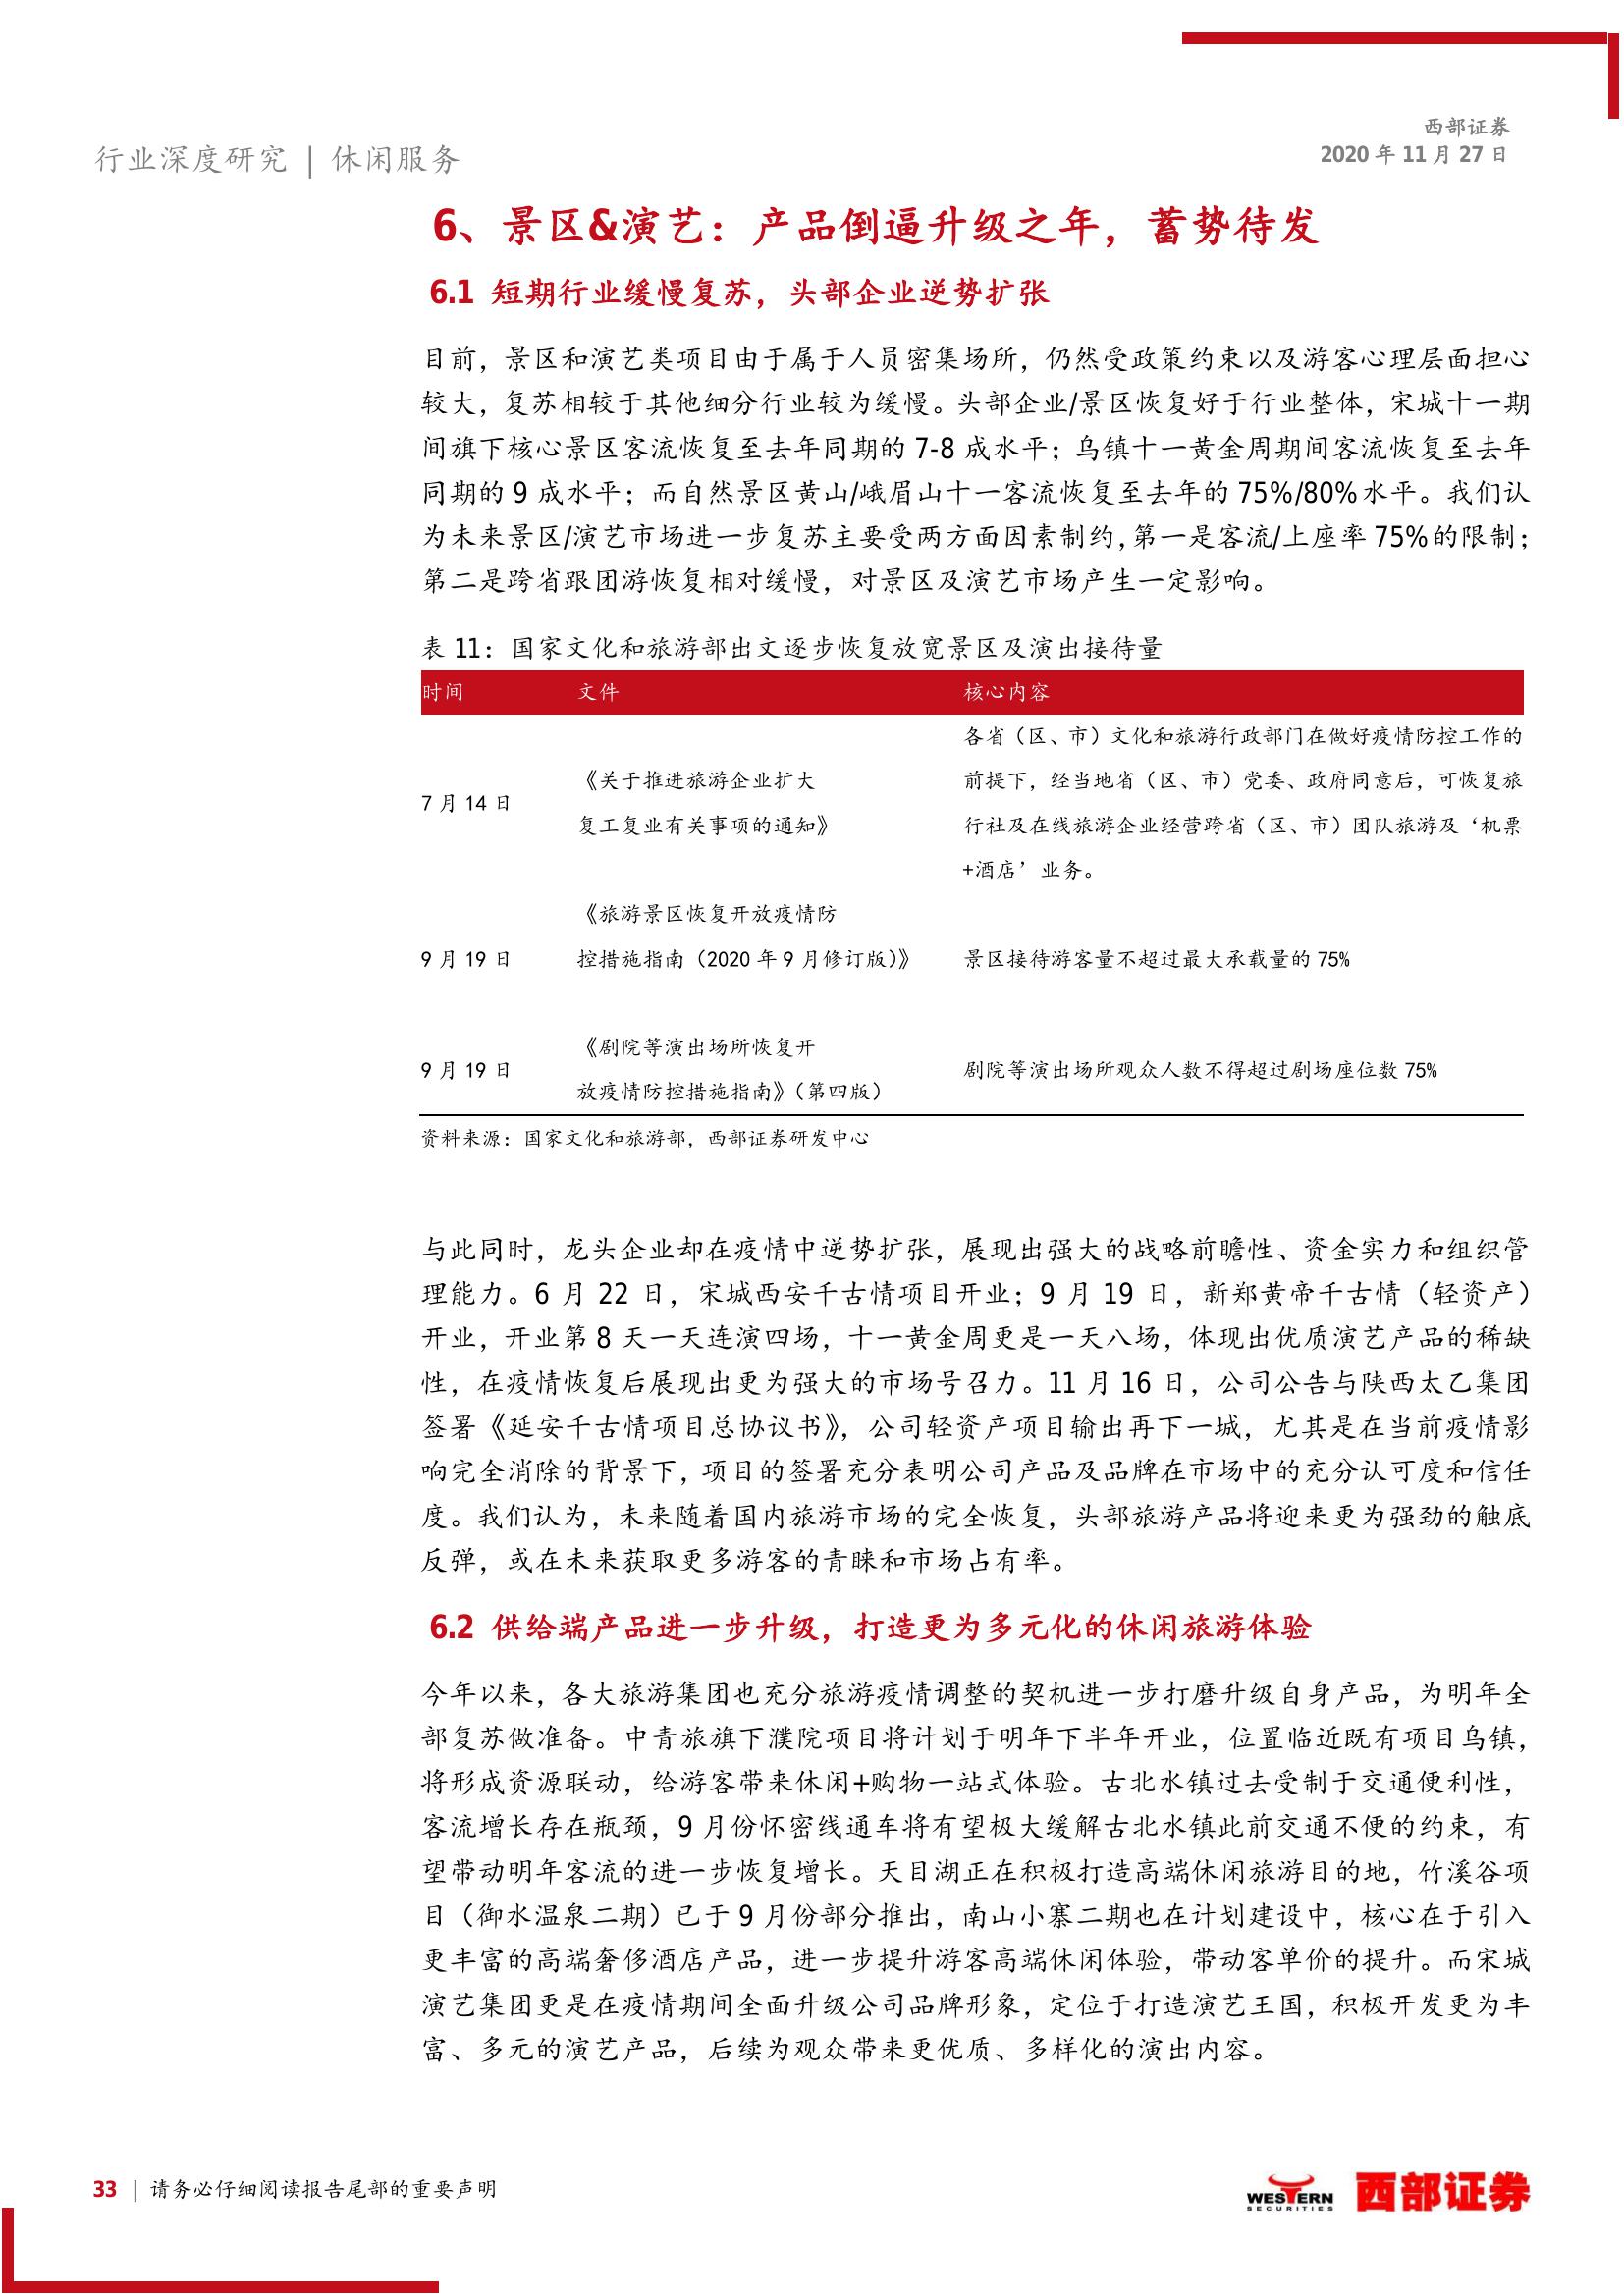 西部证券
2020 年 11 月 27 日
行业深度研究 | 休闲服务
6、景区&演艺：产品倒逼升级之年，蓄势待发
6.1 短期行业缓慢复苏，头部企业逆势扩张
目前，景区和演艺类项目由于属于人员密集场所，仍然受政策约束以及游客心理层面担心
较大，复苏相较于其他细分行业较为缓慢。头部企业/景区恢复好于行业整体，宋城十一期
间旗下核心景区客流恢复至去年同期的 7-8 成水平；乌镇十一黄金周期间客流恢复至去年
同期的 9 成水平；而自然景区黄山/峨眉山十一客流恢复至去年的 75%/80%水平。我们认
为未来景区/演艺市场进一步复苏主要受两方面因素制约，第一是客流/上座率 75%的限制；
第二是跨省跟团游恢复相对缓慢，对景区及演艺市场产生一定影响。
表 11：国家文化和旅游部出文逐步恢复放宽景区及演出接待量
时间 文件 核心内容
各省（区、市）文化和旅游行政部门在做好疫情防控工作的
《关于推进旅游企业扩大 前提下，经当地省（区、市）党委、政府同意后，可恢复旅
7 月 14 日
复工复业有关事项的通知》 行社及在线旅游企业经营跨省（区、市）团队旅游及‘机票
+酒店’业务。
《旅游景区恢复开放疫情防
9 月 19 日 控措施指南（2020 年 9 月修订版）》 景区接待游客量不超过最大承载量的 75%
《剧院等演出场所恢复开
9 月 19 日 剧院等演出场所观众人数不得超过剧场座位数 75%
放疫情防控措施指南》（第四版）
资料来源：国家文化和旅游部，西部证券研发中心
与此同时，龙头企业却在疫情中逆势扩张，展现出强大的战略前瞻性、资金实力和组织管
理能力。6 月 22 日，宋城西安千古情项目开业；9 月 19 日，新郑黄帝千古情（轻资产）
开业，开业第 8 天一天连演四场，十一黄金周更是一天八场，体现出优质演艺产品的稀缺
性，在疫情恢复后展现出更为强大的市场号召力。11 月 16 日，公司公告与陕西太乙集团
签署《延安千古情项目总协议书》，公司轻资产项目输出再下一城，尤其是在当前疫情影
响完全消除的背景下，项目的签署充分表明公司产品及品牌在市场中的充分认可度和信任
度。我们认为，未来随着国内旅游市场的完全恢复，头部旅游产品将迎来更为强劲的触底
反弹，或在未来获取更多游客的青睐和市场占有率。
6.2 供给端产品进一步升级，打造更为多元化的休闲旅游体验
今年以来，各大旅游集团也充分旅游疫情调整的契机进一步打磨升级自身产品，为明年全
部复苏做准备。中青旅旗下濮院项目将计划于明年下半年开业，位置临近既有项目乌镇，
将形成资源联动，给游客带来休闲+购物一站式体验。古北水镇过去受制于交通便利性，
客流增长存在瓶颈，9 月份怀密线通车将有望极大缓解古北水镇此前交通不便的约束，有
望带动明年客流的进一步恢复增长。天目湖正在积极打造高端休闲旅游目的地，竹溪谷项
目（御水温泉二期）已于 9 月份部分推出，南山小寨二期也在计划建设中，核心在于引入
更丰富的高端奢侈酒店产品，进一步提升游客高端休闲体验，带动客单价的提升。而宋城
演艺集团更是在疫情期间全面升级公司品牌形象，定位于打造演艺王国，积极开发更为丰
富、多元的演艺产品，后续为观众带来更优质、多样化的演出内容。
33 | 请务必仔细阅读报告尾部的重要声明
WESTERN SECURITIES 西部证券